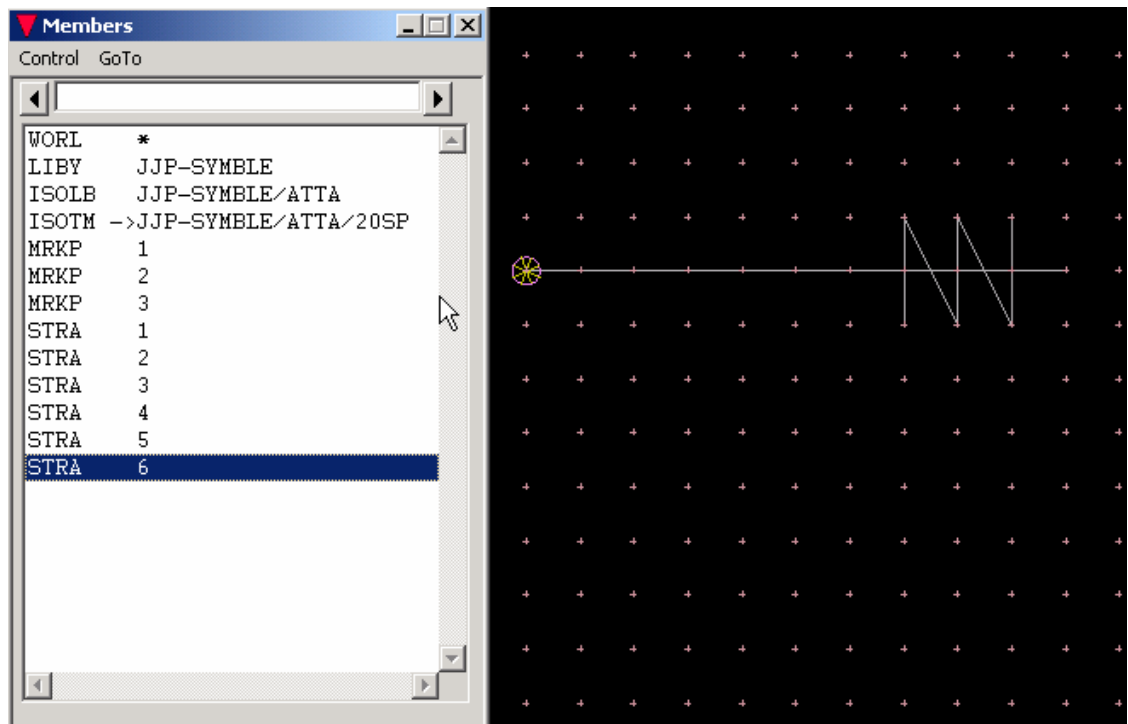 Members
Control GoTo
WORL *
LIBY JJP-SYMBLE
ISOLB JJP-SYMBLE/ATTA
ISOTM ->JJP-SYMBLE/ATTA/20SP
MRKP 1
MRKP 2
MRKP 3
STRA 1
STRA 2
STRA 3
STRA 4
STRA 5
STRA 6